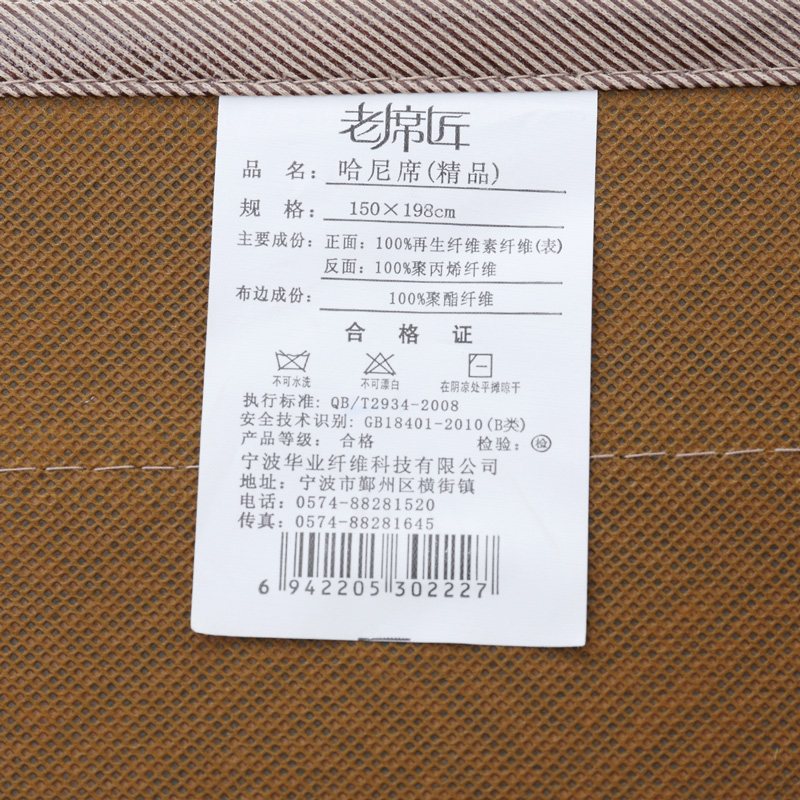 老席匠
品 名：哈尼席(精品)
规 格：150×198cm
主要成份：正面：100%再生纤维素纤维(表)
反面：100%聚丙烯纤维
布边成份：100%聚酯纤维
合格证
不可水洗 不可漂白 在阴凉处平摊晾干
执行标准：QB/T2934-2008
安全技术识别：GB18401-2010(B类)
产品等级：合格 检验：检
宁波华业纤维科技有限公司
地址：宁波市鄞州区横街镇
电话：0574-88281520
传真：0574-88281645
6 942205 302227